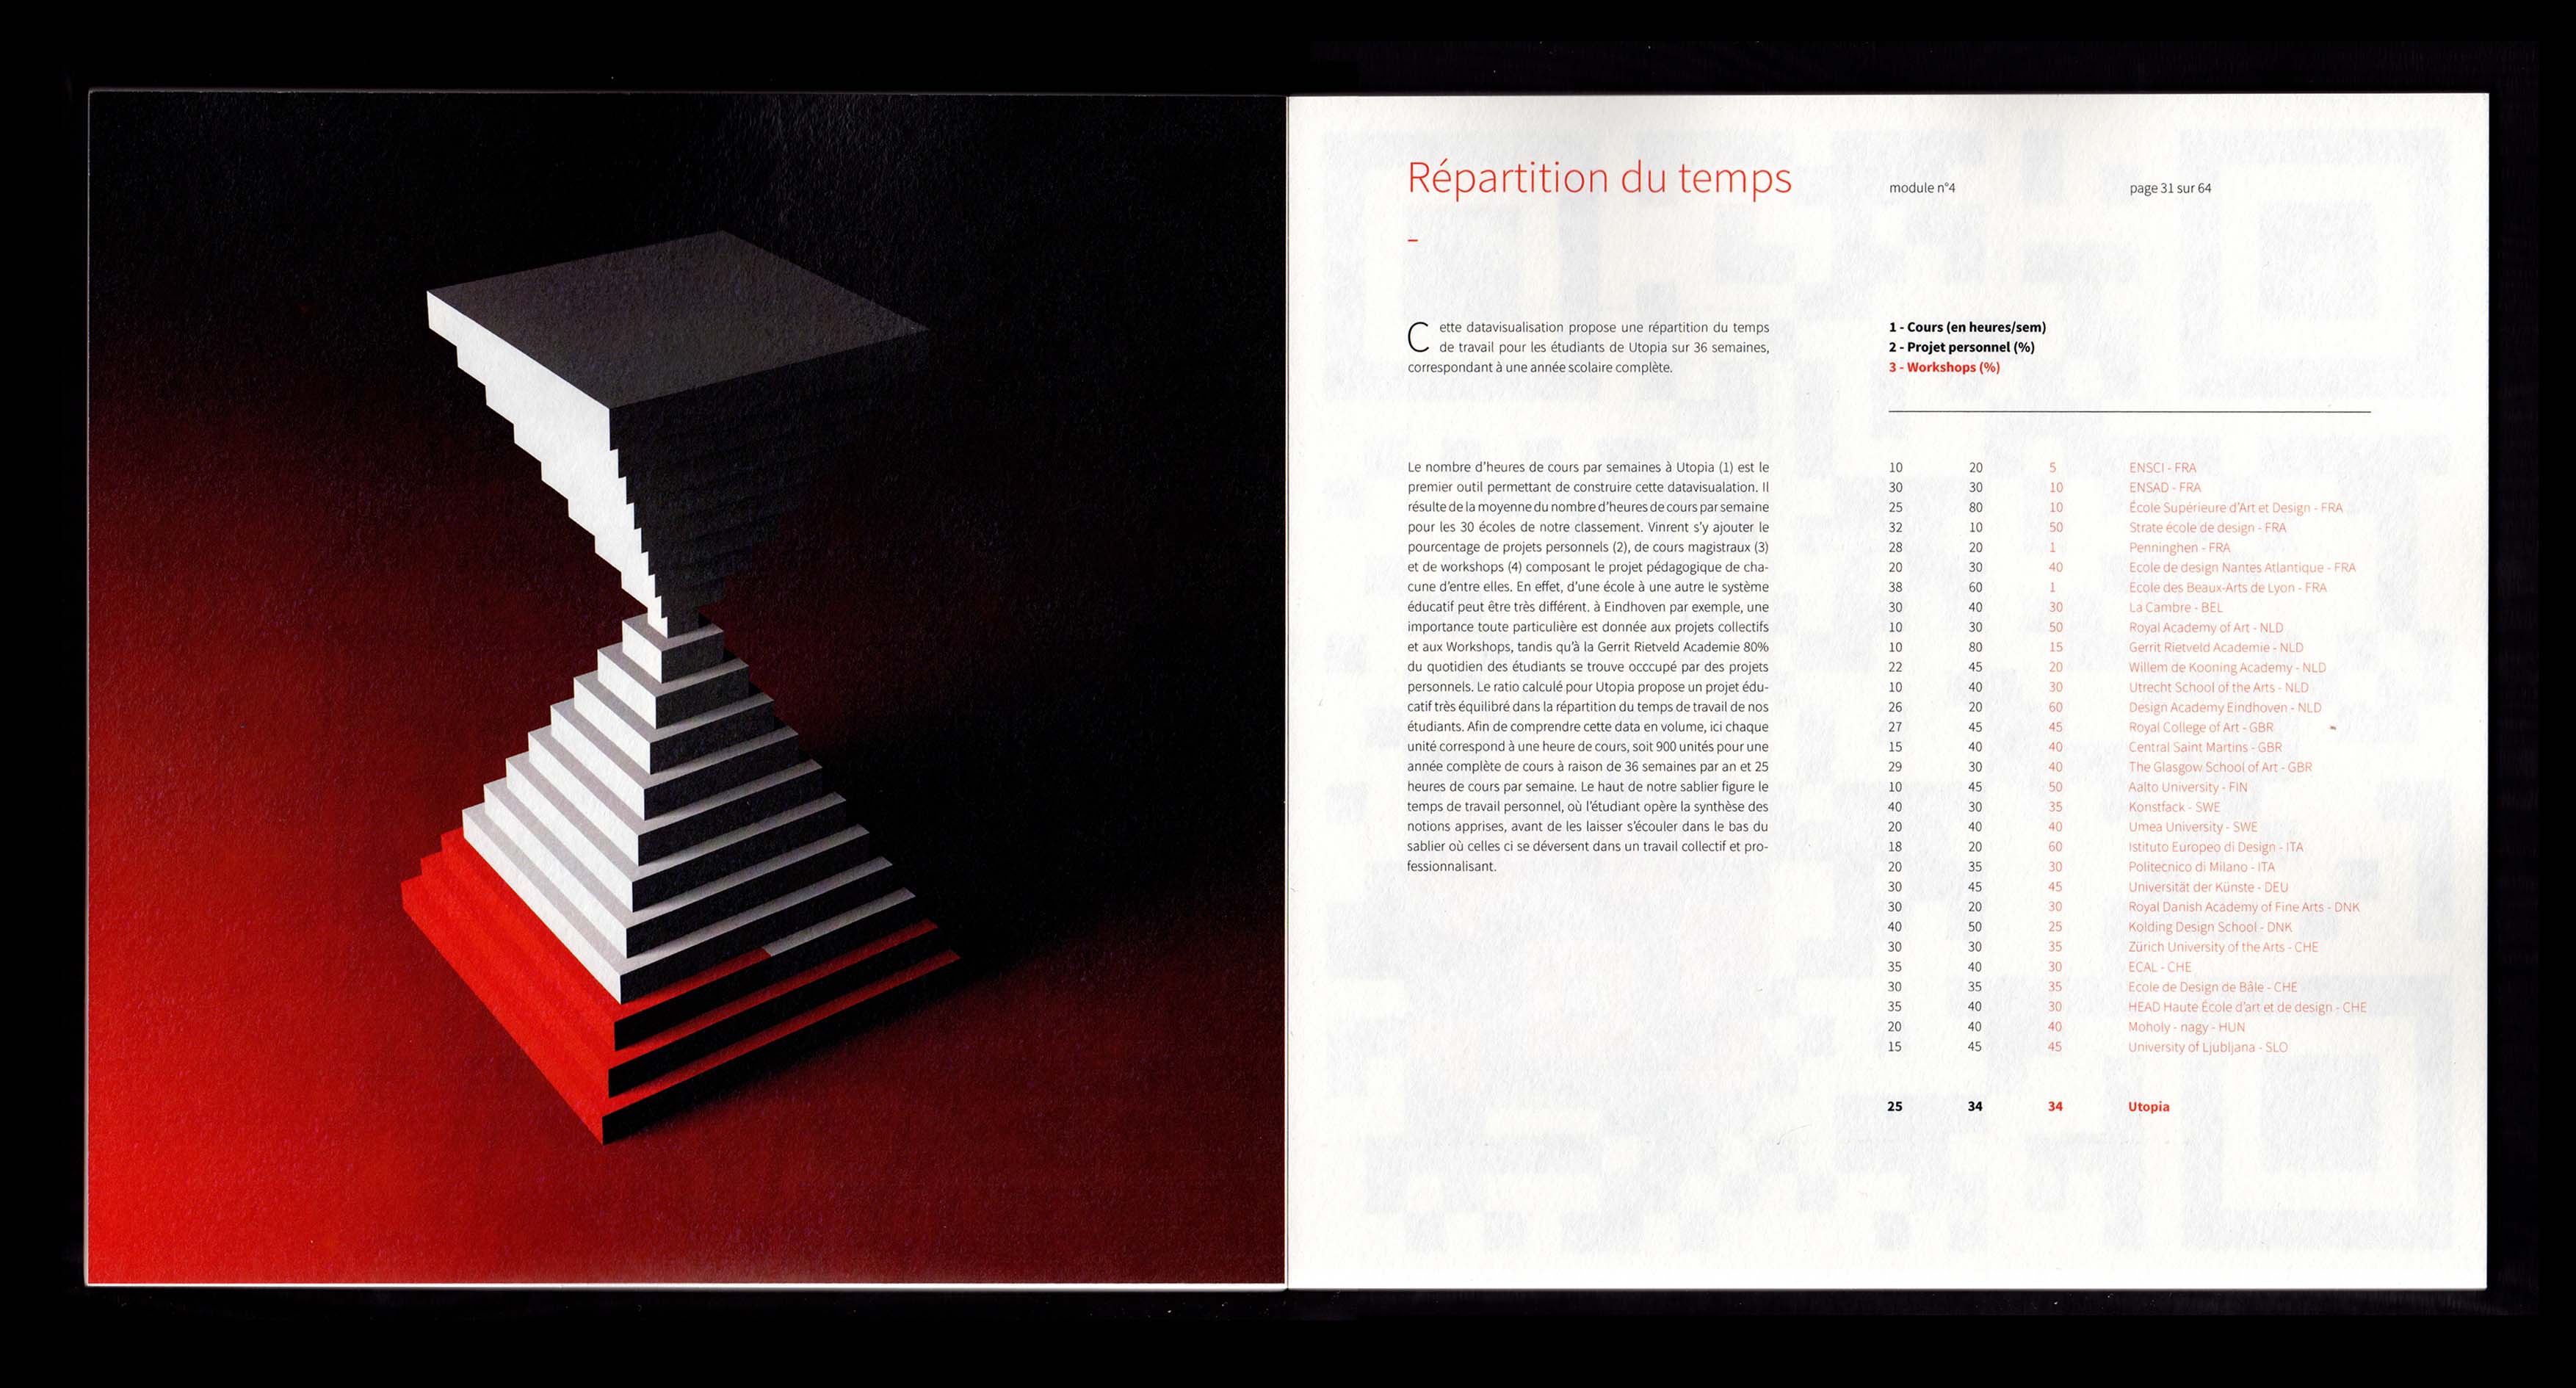 Répartition du temps
module n°4
page 31 sur 64
–
Cette datavisualisation propose une répartition du temps
de travail pour les étudiants de Utopia sur 36 semaines,
correspondant à une année scolaire complète.
1 - Cours (en heures/sem)
2 - Projet personnel (%)
3 - Workshops (%)
Le nombre d'heures de cours par semaines à Utopia (1) est le
premier outil permettant de construire cette datavisualation. Il
résulte de la moyenne du nombre d'heures de cours par semaine
pour les 30 écoles de notre classement. Vinrent s'y ajouter le
pourcentage de projets personnels (2), de cours magistraux (3)
et de workshops (4) composant le projet pédagogique de cha-
cune d'entre elles. En effet, d'une école à une autre le système
éducatif peut être très différent. à Eindhoven par exemple, une
importance toute particulière est donnée aux projets collectifs
et aux Workshops, tandis qu'à la Gerrit Rietveld Academie 80%
du quotidien des étudiants se trouve occcupé par des projets
personnels. Le ratio calculé pour Utopia propose un projet édu-
catif très équilibré dans la répartition du temps de travail de nos
étudiants. Afin de comprendre cette data en volume, ici chaque
unité correspond à une heure de cours, soit 900 unités pour une
année complète de cours à raison de 36 semaines par an et 25
heures de cours par semaine. Le haut de notre sablier figure le
temps de travail personnel, où l'étudiant opère la synthèse des
notions apprises, avant de les laisser s'écouler dans le bas du
sablier où celles ci se déversent dans un travail collectif et pro-
fessionnalisant.
10 20 5 ENSCI - FRA
30 30 10 ENSAD - FRA
25 80 10 École Supérieure d'Art et Design - FRA
32 10 50 Strate école de design - FRA
28 20 1 Penninghen - FRA
20 30 40 Ecole de design Nantes Atlantique - FRA
38 60 1 Ecole des Beaux-Arts de Lyon - FRA
30 40 30 La Cambre - BEL
10 30 50 Royal Academy of Art - NLD
10 80 15 Gerrit Rietveld Academie - NLD
22 45 20 Willem de Kooning Academy - NLD
10 40 30 Utrecht School of the Arts - NLD
26 20 60 Design Academy Eindhoven - NLD
27 45 45 Royal College of Art - GBR
15 40 40 Central Saint Martins - GBR
29 30 40 The Glasgow School of Art - GBR
10 45 50 Aalto University - FIN
40 30 35 Konstfack - SWE
20 40 40 Umea University - SWE
18 20 60 Istituto Europeo di Design - ITA
20 35 30 Politecnico di Milano - ITA
30 45 45 Universität der Künste - DEU
30 20 30 Royal Danish Academy of Fine Arts - DNK
40 50 25 Kolding Design School - DNK
30 30 35 Zürich University of the Arts - CHE
35 40 30 ECAL - CHE
30 35 35 Ecole de Design de Bâle - CHE
35 40 30 HEAD Haute École d'art et de design - CHE
20 40 40 Moholy - nagy - HUN
15 45 45 University of Ljubljana - SLO
25 34 34 Utopia